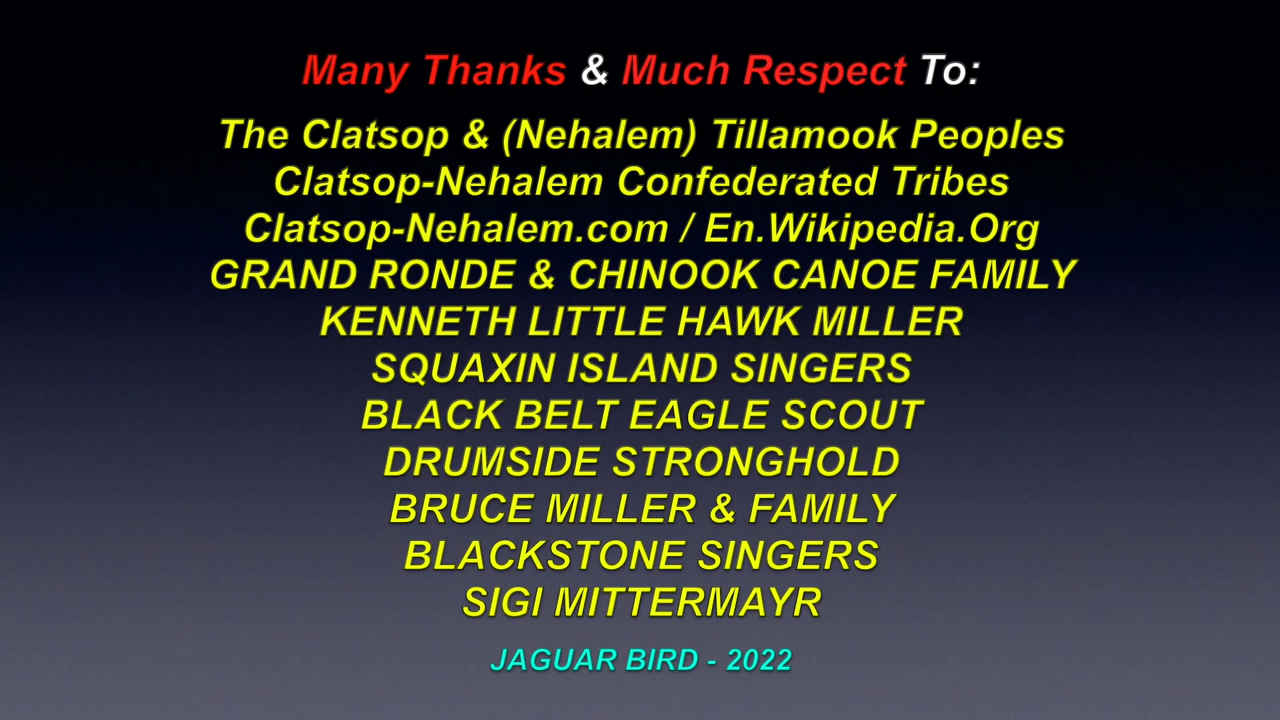 Many Thanks & Much Respect To:
The Clatsop & (Nehalem) Tillamook Peoples
Clatsop-Nehalem Confederated Tribes
Clatsop-Nehalem.com / En.Wikipedia.Org
GRAND RONDE & CHINOOK CANOE FAMILY
KENNETH LITTLE HAWK MILLER
SQUAXIN ISLAND SINGERS
BLACK BELT EAGLE SCOUT
DRUMSIDE STRONGHOLD
BRUCE MILLER & FAMILY
BLACKSTONE SINGERS
SIGI MITTERMAYR
JAGUAR BIRD - 2022